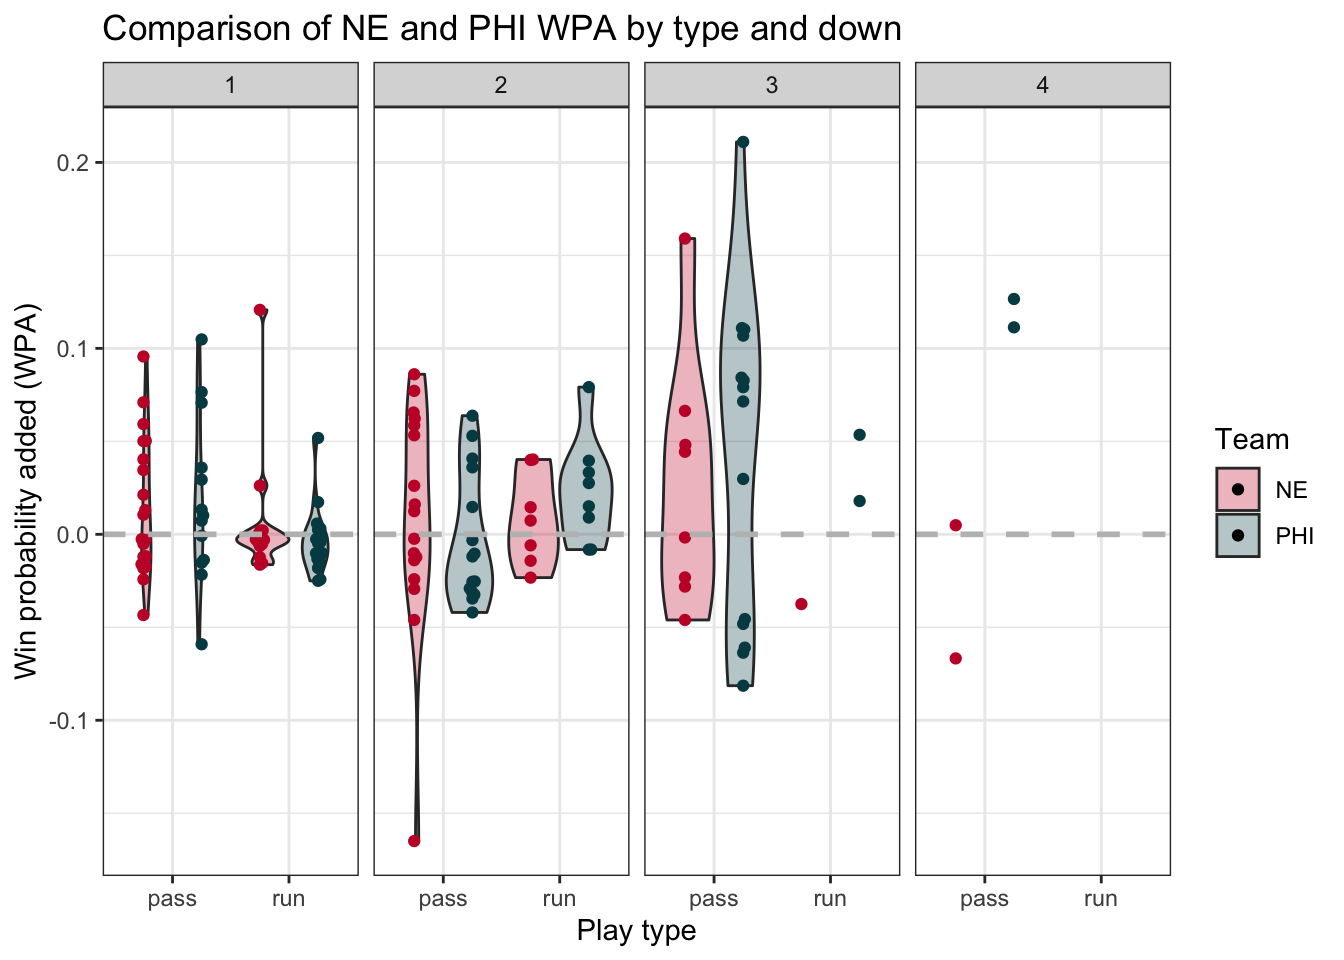 Comparison of NE and PHI WPA by type and down
1 2 3 4
Win probability added (WPA)
0.2
0.1
0.0
-0.1
pass run pass run pass run pass run
Play type
Team
NE
PHI